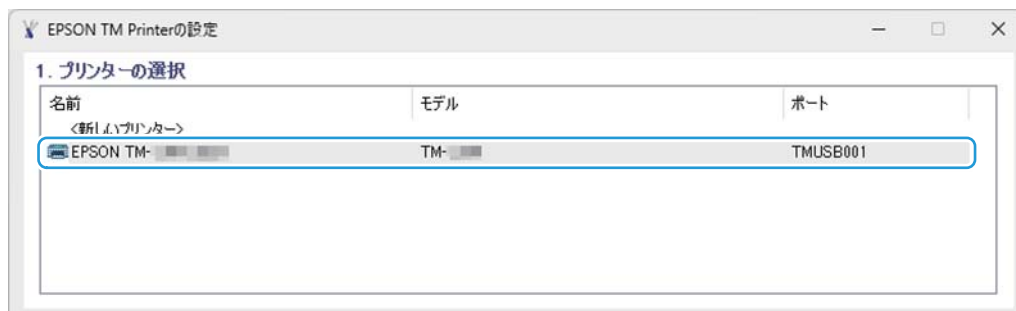 EPSON TM Printerの設定
1. プリンターの選択
名前 モデル ポート
<新しいプリンター>
EPSON TM- TM- TMUSB001